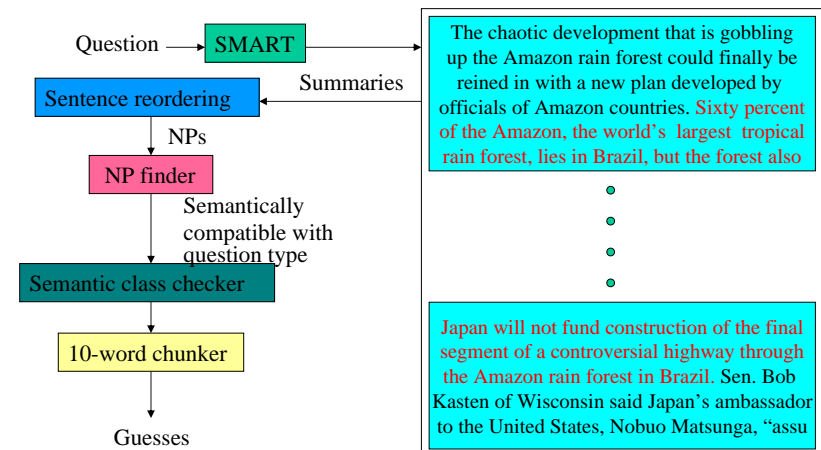 Question
SMART
Summaries
Sentence reordering
NPs
NP finder
Semantically
compatible with
question type
Semantic class checker
10-word chunker
Guesses
The chaotic development that is gobbling
up the Amazon rain forest could finally be
reined in with a new plan developed by
officials of Amazon countries. Sixty percent
of the Amazon, the world’s largest tropical
rain forest, lies in Brazil, but the forest also
Japan will not fund construction of the final
segment of a controversial highway through
the Amazon rain forest in Brazil. Sen. Bob
Kasten of Wisconsin said Japan’s ambassador
to the United States, Nobuo Matsunga, “assu